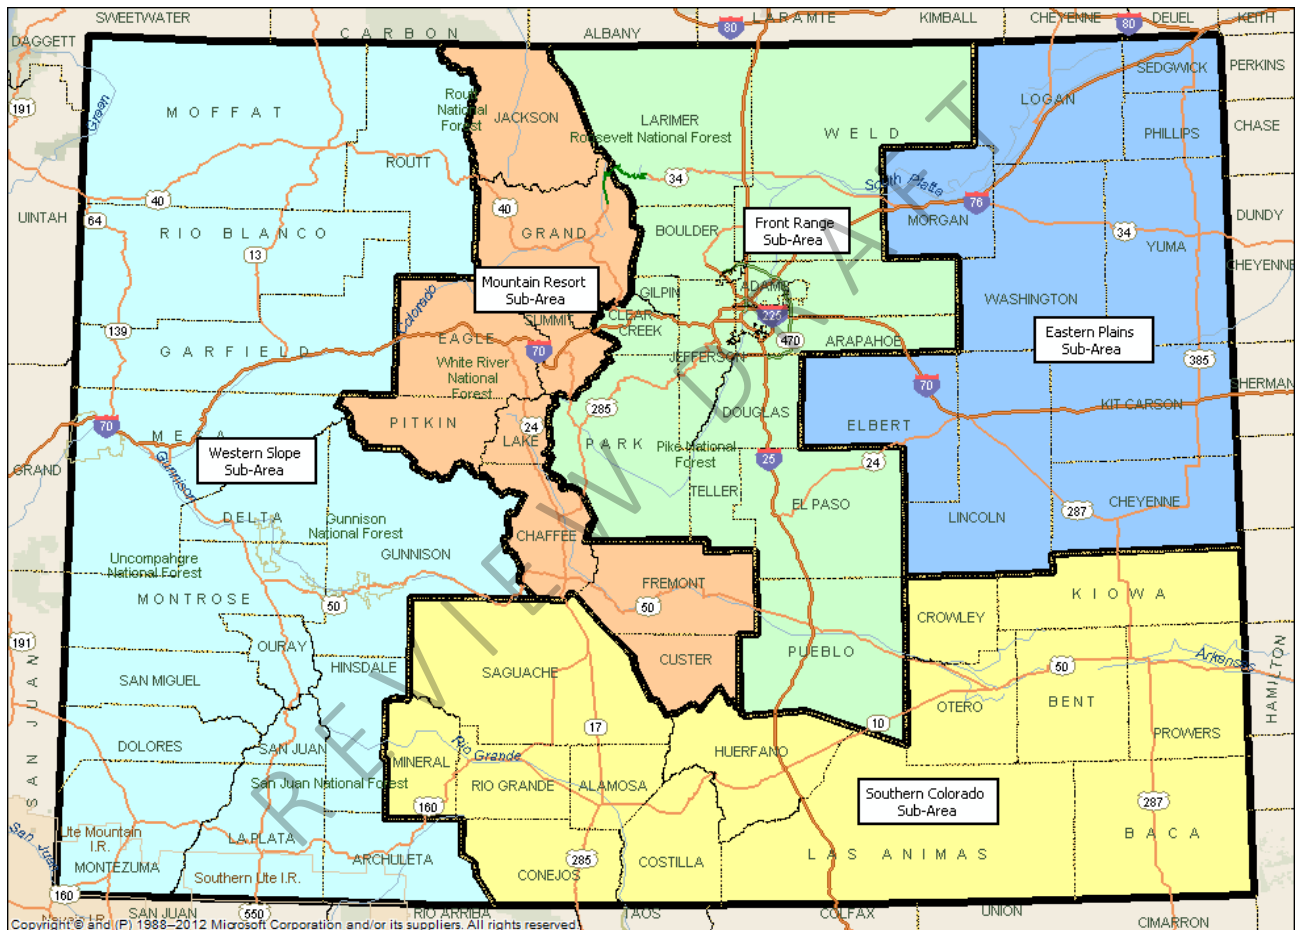 SWEETWATER
CARBON
ALBANY
80
LARAMIE
KIMBALL
CHEYENNE
80
DEUEL
KEITH
DAGGETT
PERKINS
SEDGWICK
191
Green
MOFFAT
Routt
National
Forest
JACKSON
LARIMER
Roosevelt National Forest
WELD
LOGAN
PHILLIPS
CHASE
ROUTT
34
South Platte
40
40
76
UINTAH
64
RIO BLANCO
GRAND
BOULDER
Front Range
Sub-Area
MORGAN
34
YUMA
DUNDY
13
CHEYENNE
Mountain Resort
Sub-Area
Colorado
GILPIN
ADAMS
WASHINGTON
SUMMIT
CLEAR
CREEK
225
139
GARFIELD
EAGLE
70
470
ARAPAHOE
Eastern Plains
Sub-Area
385
White River
National
Forest
JEFFERSON
70
SHERMAN
285
DOUGLAS
KIT CARSON
70
MESA
PITKIN
24
LAKE
PARK
Pike National
Forest
ELBERT
GRAND
Western Slope
Sub-Area
Gunnison
25
24
TELLER
EL PASO
CHEYENNE
287
LINCOLN
DELTA
Gunnison
National Forest
CHAFFEE
GUNNISON
Uncompahgre
National Forest
FREMONT
MONTROSE
50
50
KIOWA
CROWLEY
191
OURAY
HINSDALE
CUSTER
PUEBLO
50
Arkansas
SAN MIGUEL
SAGUACHE
BENT
OTERO
HAMILTON
SAN JUAN
10
17
PROWERS
DOLORES
SAN JUAN
Rio Grande
HUERFANO
MINERAL
San Juan National Forest
RIO GRANDE
ALAMOSA
Southern Colorado
Sub-Area
160
287
San Juan
Ute Mountain
I.R.
LA PLATA
BACA
ARCHULETA
285
COSTILLA
LAS ANIMAS
MONTEZUMA
Southern Ute I.R.
CONEJOS
160
SAN JUAN
550
RIO ARRIBA
TAOS
COLFAX
UNION
CIMARRON
REVIEW DRAFT
Copyright © and (P) 1988–2012 Microsoft Corporation and/or its suppliers. All rights reserved.